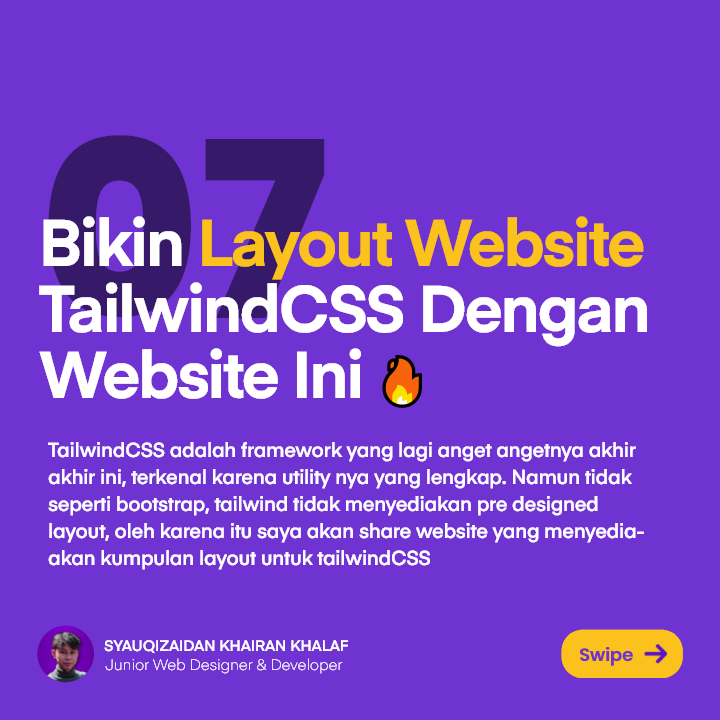 07
Bikin Layout Website
TailwindCSS Dengan
Website Ini
TailwindCSS adalah framework yang lagi anget angetnya akhir
akhir ini, terkenal karena utility nya yang lengkap. Namun tidak
seperti bootstrap, tailwind tidak menyediakan pre designed
layout, oleh karena itu saya akan share website yang menyedia-
akan kumpulan layout untuk tailwindCSS
SYAUQIZAIDAN KHAIRAN KHALAF
Junior Web Designer & Developer
Swipe